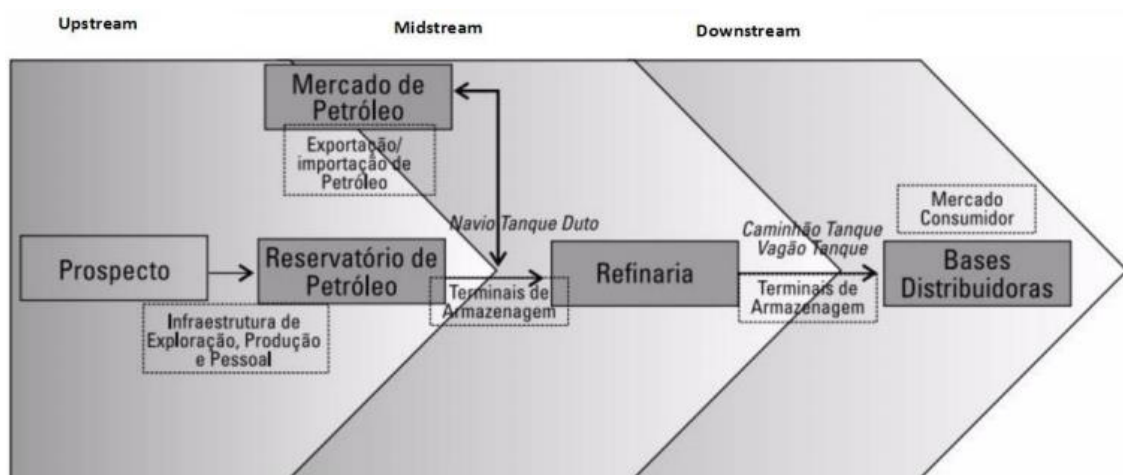 Upstream
Midstream
Downstream
Mercado de
Petróleo
Exportação/
importação de
Petróleo
Navio Tanque Duto
Caminhão Tanque
Vagão Tanque
Mercado
Consumidor
Prospecto
Reservatório de
Petróleo
Refinaria
Bases
Distribuidoras
Terminais de
Armazenagem
Terminais de
Armazenagem
Infraestrutura de
Exploração, Produção
e Pessoal